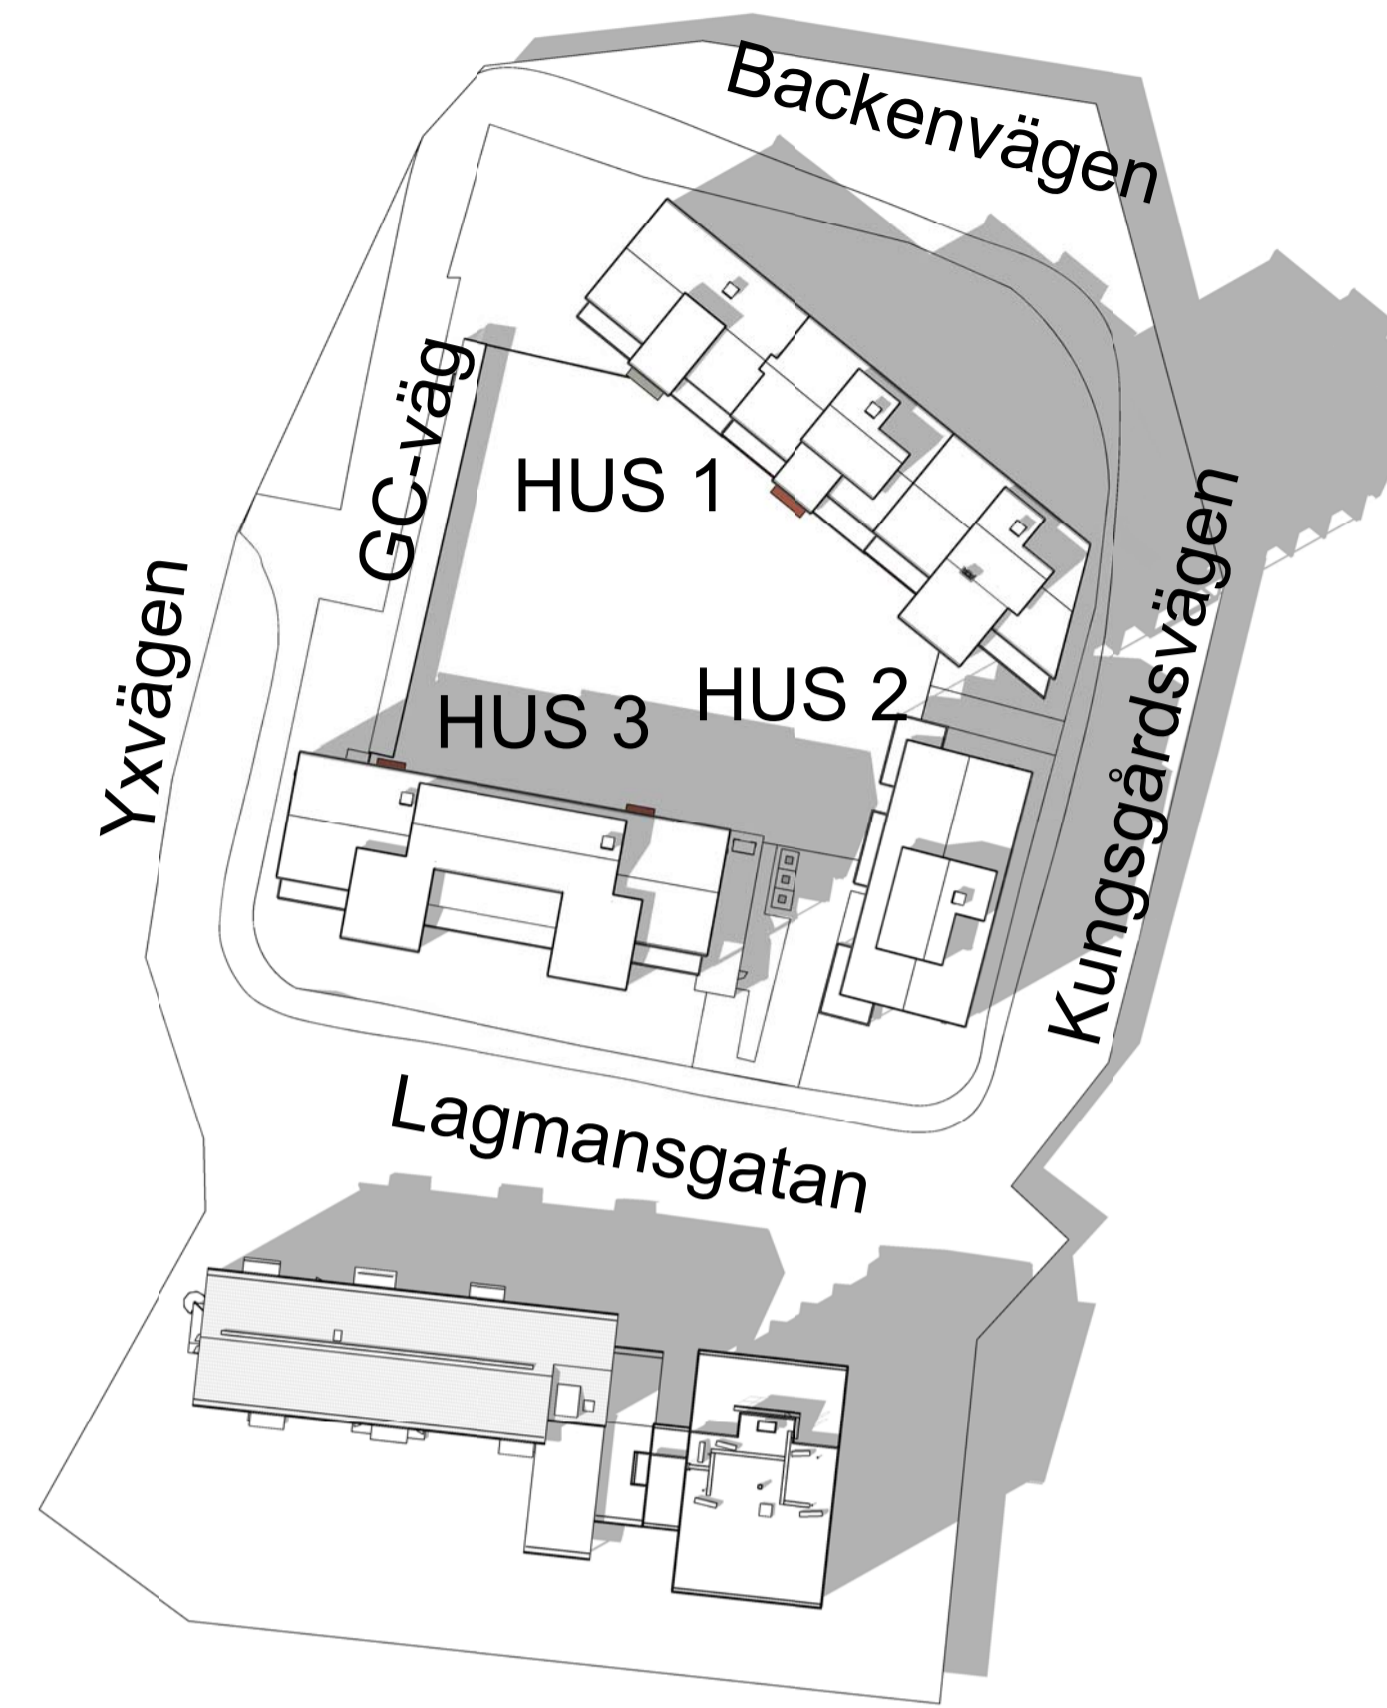 Backenvägen
GC-väg
HUS 1
Kungsgårdsvägen
Yxvägen
HUS 2
HUS 3
Lagmansgatan